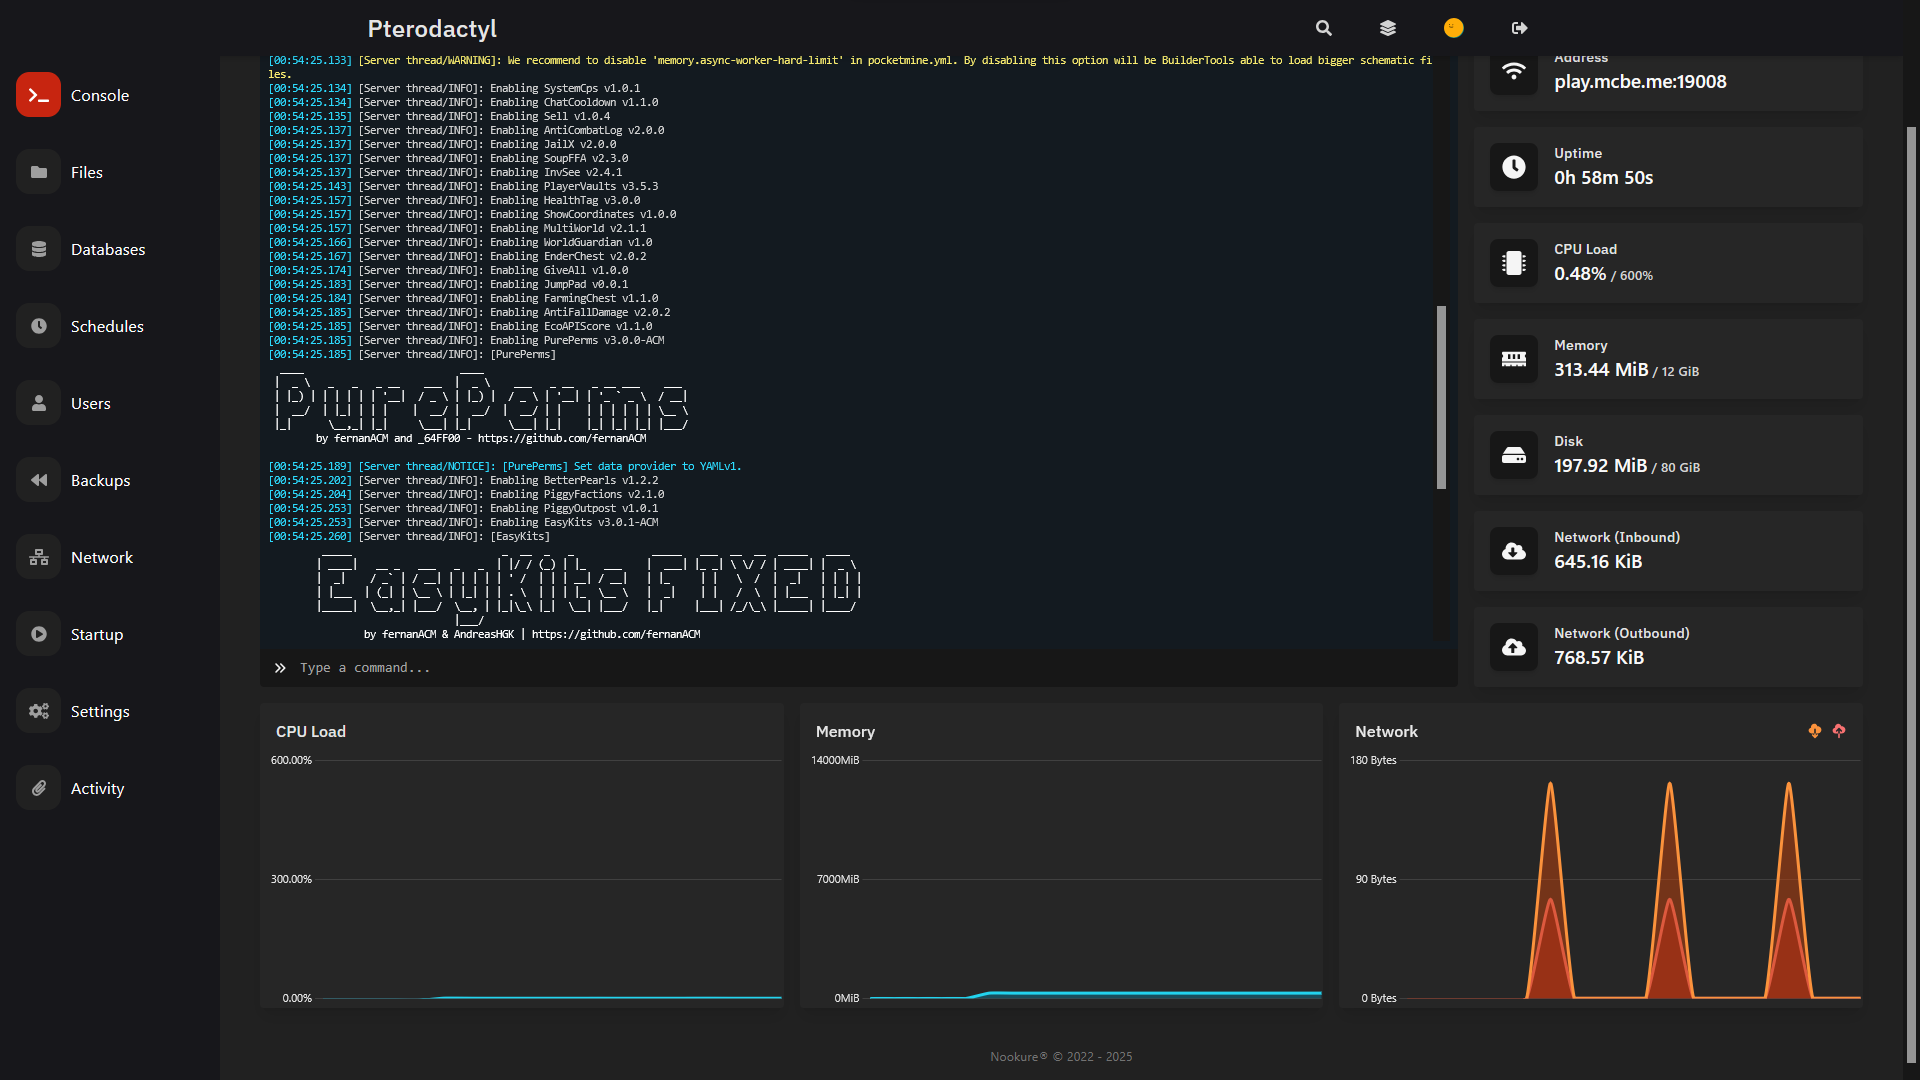 Pterodactyl
Console
Files
Databases
Schedules
Users
Backups
Network
Startup
Settings
Activity
[00:54:25.133] [Server thread/WARNING]: We recommend to disable 'memory.async-worker-hard-limit' in pocketmine.yml. By disabling this option will be BuilderTools able to load bigger schematic fi
les.
[00:54:25.134] [Server thread/INFO]: Enabling SystemCps v1.0.1
[00:54:25.134] [Server thread/INFO]: Enabling ChatCooldown v1.1.0
[00:54:25.135] [Server thread/INFO]: Enabling Sell v1.0.4
[00:54:25.137] [Server thread/INFO]: Enabling AntiCombatLog v2.0.0
[00:54:25.137] [Server thread/INFO]: Enabling JailX v2.0.0
[00:54:25.137] [Server thread/INFO]: Enabling SoupFFA v2.3.0
[00:54:25.137] [Server thread/INFO]: Enabling InvSee v2.4.1
[00:54:25.143] [Server thread/INFO]: Enabling PlayerVaults v3.5.3
[00:54:25.157] [Server thread/INFO]: Enabling HealthTag v3.0.0
[00:54:25.157] [Server thread/INFO]: Enabling ShowCoordinates v1.0.0
[00:54:25.157] [Server thread/INFO]: Enabling MultiWorld v2.1.1
[00:54:25.166] [Server thread/INFO]: Enabling WorldGuardian v1.0
[00:54:25.167] [Server thread/INFO]: Enabling EnderChest v2.0.2
[00:54:25.174] [Server thread/INFO]: Enabling GiveAll v1.0.0
[00:54:25.183] [Server thread/INFO]: Enabling JumpPad v0.0.1
[00:54:25.184] [Server thread/INFO]: Enabling FarmingChest v1.1.0
[00:54:25.185] [Server thread/INFO]: Enabling AntiFallDamage v2.0.2
[00:54:25.185] [Server thread/INFO]: Enabling EcoAPIScore v1.1.0
[00:54:25.185] [Server thread/INFO]: Enabling PurePerms v3.0.0-ACM
[00:54:25.185] [Server thread/INFO]: [PurePerms]
PurePerms
by fernanACM and _64FF00 - https://github.com/fernanACM
[00:54:25.189] [Server thread/NOTICE]: [PurePerms] Set data provider to YAMLv1.
[00:54:25.202] [Server thread/INFO]: Enabling BetterPearls v1.2.2
[00:54:25.204] [Server thread/INFO]: Enabling PiggyFactions v2.1.0
[00:54:25.253] [Server thread/INFO]: Enabling PiggyOutpost v1.0.1
[00:54:25.253] [Server thread/INFO]: Enabling EasyKits v3.0.1-ACM
[00:54:25.260] [Server thread/INFO]: [EasyKits]
EasyKits FIXED
by fernanACM & AndreasHGK | https://github.com/fernanACM
Type a command...
Address
play.mcbe.me:19008
Uptime
0h 58m 50s
CPU Load
0.48% / 600%
Memory
313.44 MiB / 12 GiB
Disk
197.92 MiB / 80 GiB
Network (Inbound)
645.16 KiB
Network (Outbound)
768.57 KiB
CPU Load
600.00%
300.00%
0.00%
Memory
14000MiB
7000MiB
0MiB
Network
180 Bytes
90 Bytes
0 Bytes
Nookure® © 2022 - 2025